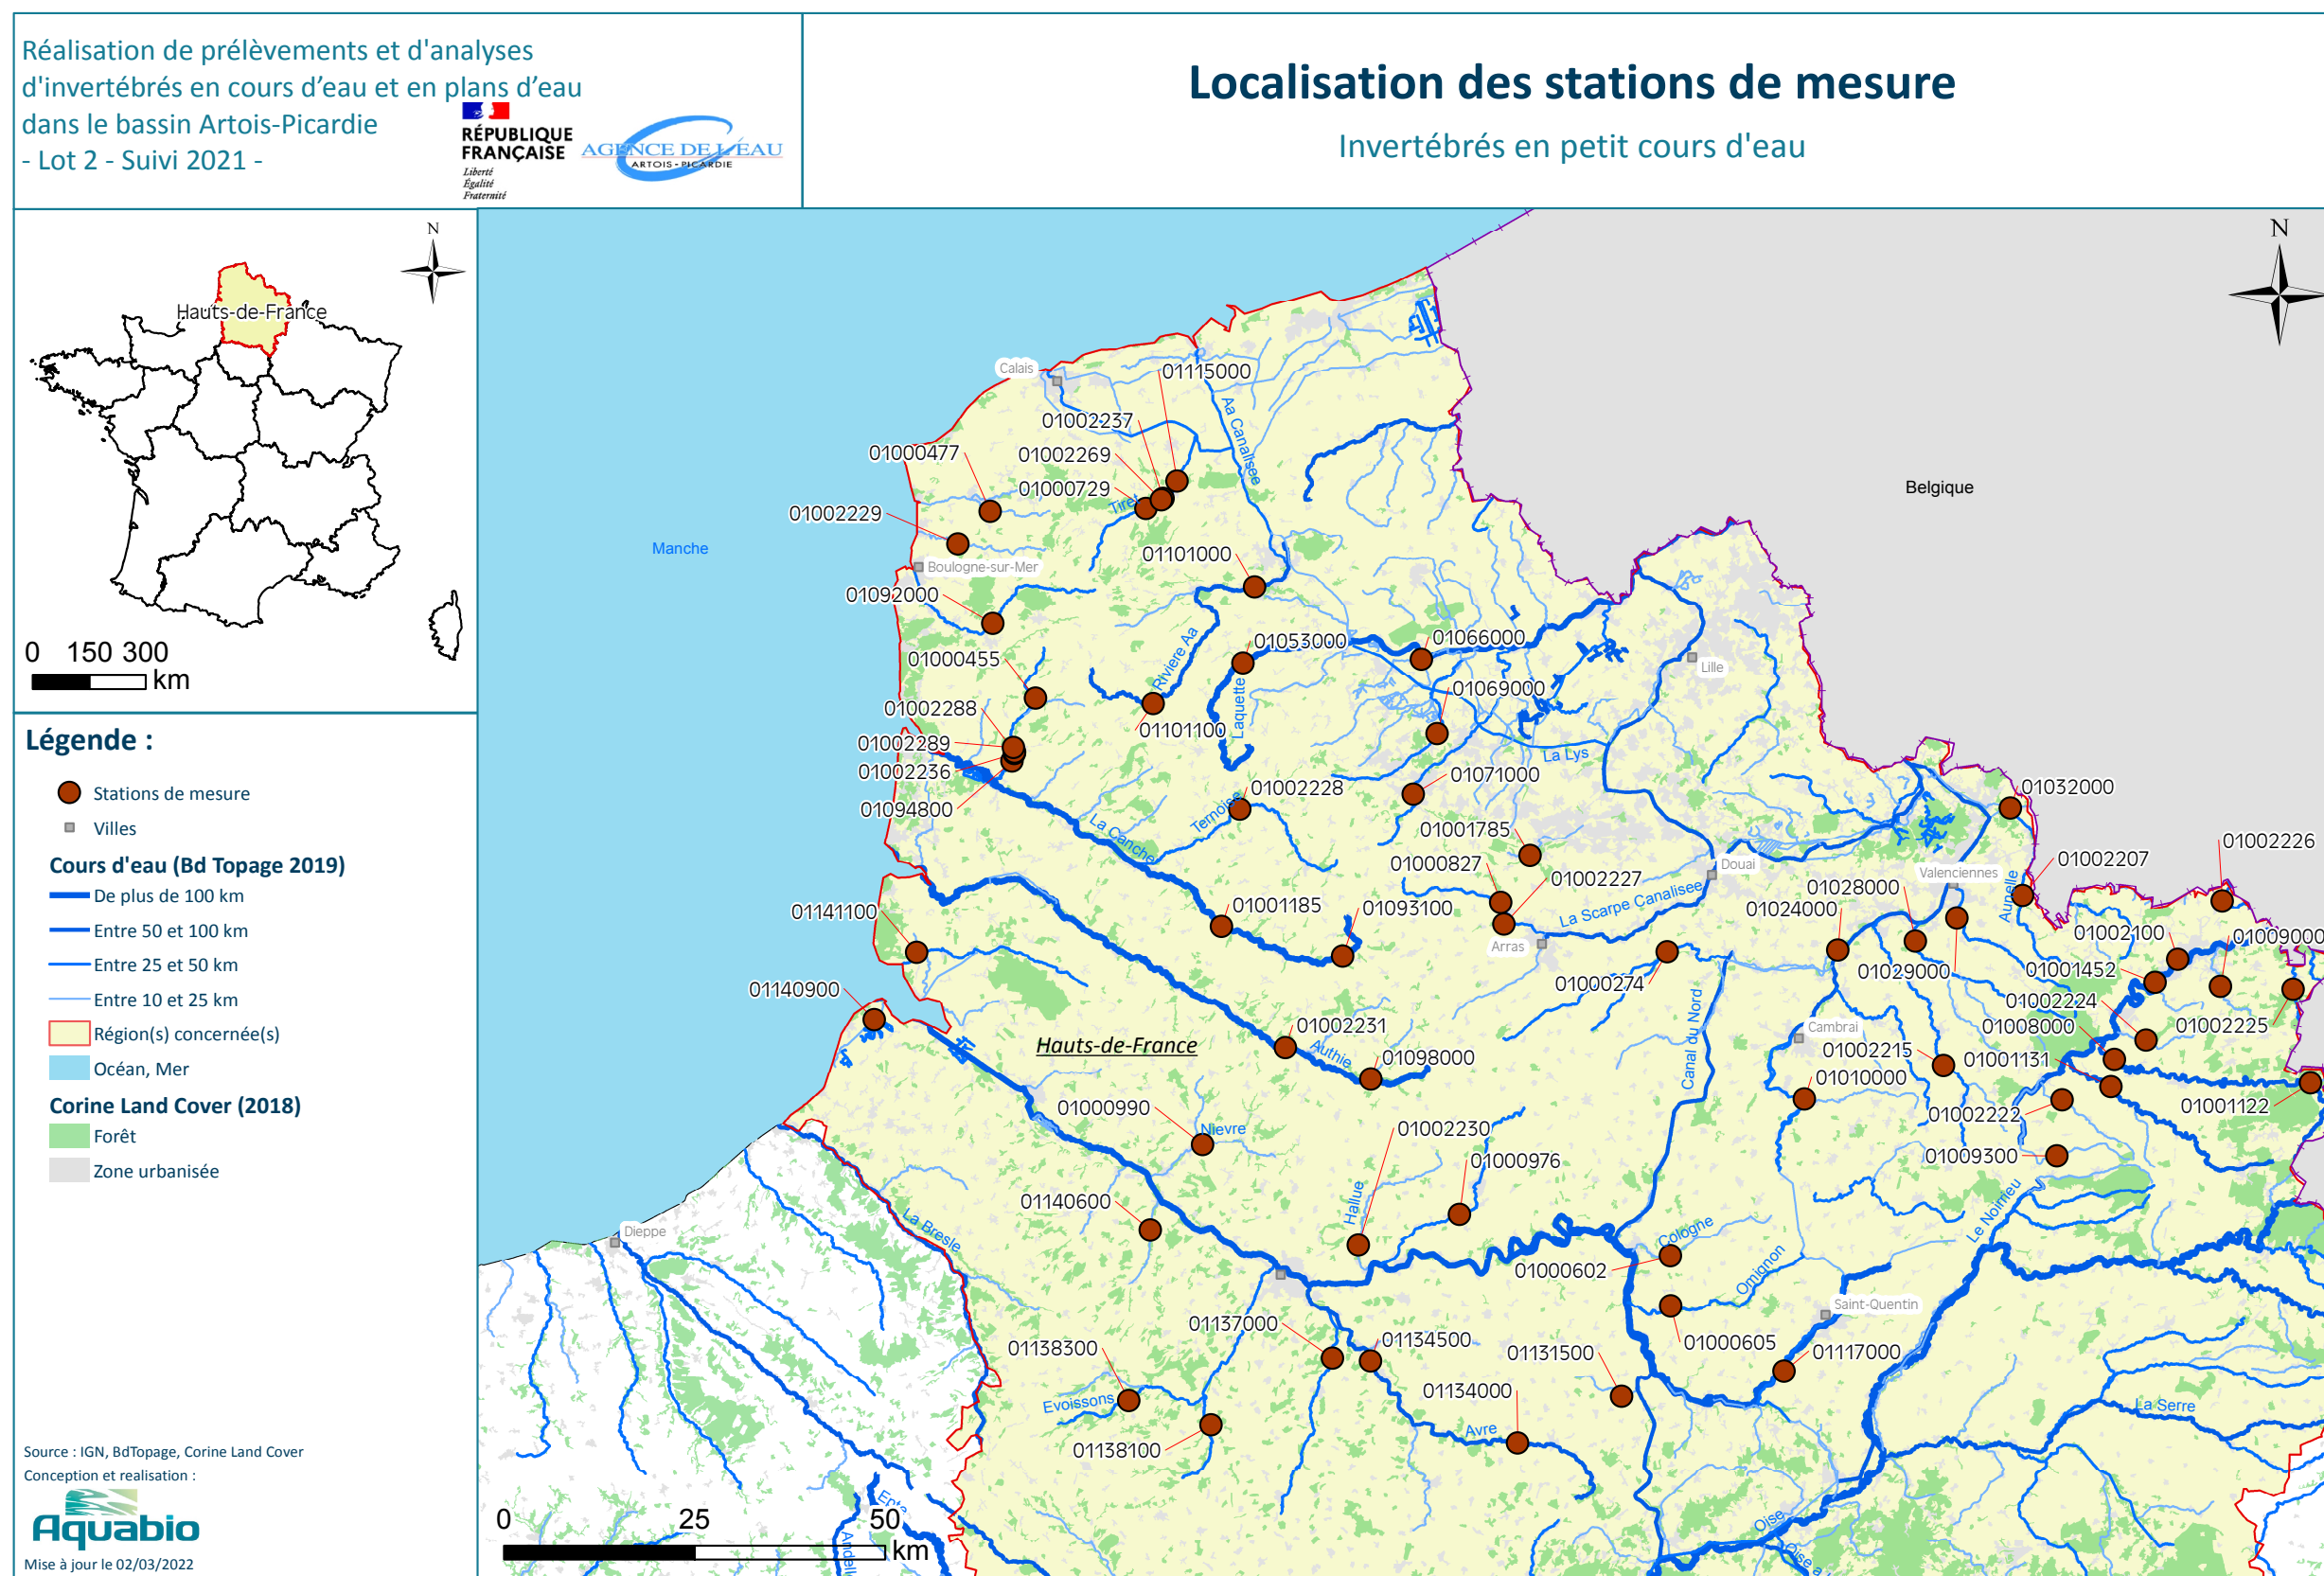 Réalisation de prélèvements et d'analyses
d'invertébrés en cours d’eau et en plans d’eau
dans le bassin Artois-Picardie
- Lot 2 - Suivi 2021 -
RÉPUBLIQUE
FRANÇAISE
Liberté
Égalité
Fraternité
AGENCE DE L'EAU
ARTOIS - PICARDIE
Localisation des stations de mesure
Invertébrés en petit cours d'eau
N
Hauts-de-France
0 150 300
km
Légende :
Stations de mesure
Villes
Cours d'eau (Bd Topage 2019)
De plus de 100 km
Entre 50 et 100 km
Entre 25 et 50 km
Entre 10 et 25 km
Région(s) concernée(s)
Océan, Mer
Corine Land Cover (2018)
Forêt
Zone urbanisée
Source : IGN, BdTopage, Corine Land Cover
Conception et realisation :
Aquabio
Mise à jour le 02/03/2022
N
Calais
01115000
01002237
Aa Canalisee
01000477
01002269
01000729
Tiret
01002229
Belgique
Manche
01101000
Boulogne-sur-Mer
01092000
01053000
01066000
Riviere Aa
01000455
Lille
01069000
Laquette
01002288
01101100
01002289
La Lys
01002236
01071000
01002228
01032000
01094800
Ternoise
La Canche
01001785
01002226
01000827
Douai
01002207
Valenciennes
01002227
01028000
Aunelle
La Scarpe Canalisee
01001185
01093100
01024000
01141100
01002100
01009000
Arras
01029000
01001452
01000274
01140900
01002224
01002225
01008000
Cambrai
01002231
Hauts-de-France
Authie
01002215
01001131
01098000
Canal du Nord
01010000
01001122
01000990
01002222
Nievre
01002230
01009300
01000976
Hallue
01140600
Le Noirrieu
La Bresle
Dieppe
Cologne
01000602
Omignon
Saint-Quentin
01137000
01134500
01000605
01138300
01131500
01117000
01134000
Evoissons
La Serre
Avre
01138100
Oise
0 25 50
km